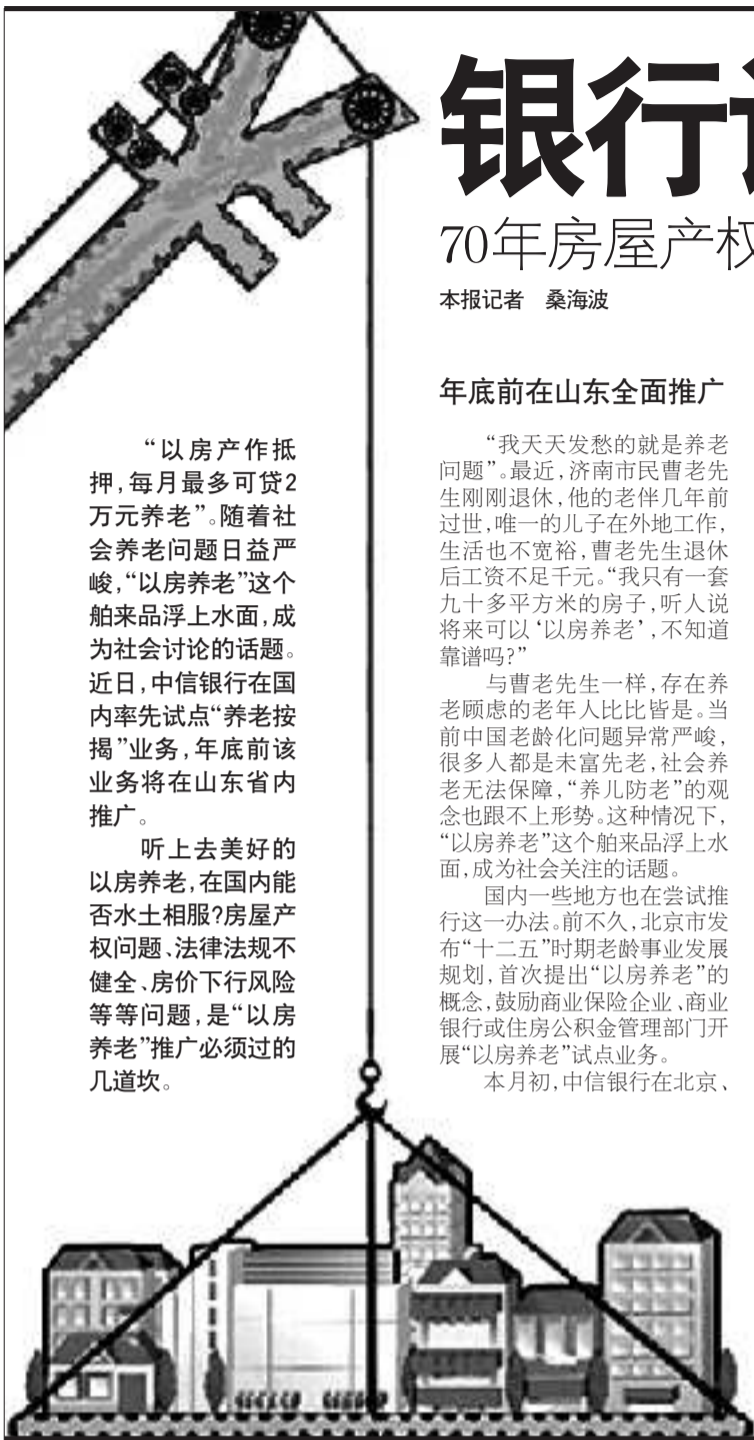 银行
70年房屋产权
本报记者 桑海波
“以房产作抵
押,每月最多可贷2
万元养老”。随着社
会养老问题日益严
峻,“以房养老”这个
舶来品浮上水面,成
为社会讨论的话题。
近日,中信银行在国
内率先试点“养老按
揭”业务,年底前该
业务将在山东省内
推广。
听上去美好的
以房养老,在国内能
否水土相服?房屋产
权问题、法律法规不
健全、房价下行风险
等等问题,是“以房
养老”推广必须过的
几道坎。
年底前在山东全面推广
“我天天发愁的就是养老
问题”。最近,济南市民曹老先
生刚刚退休,他的老伴几年前
过世,唯一的儿子在外地工作,
生活也不宽裕,曹老先生退休
后工资不足千元。“我只有一套
九十多平方米的房子,听人说
将来可以‘以房养老’,不知道
靠谱吗?”
与曹老先生一样,存在养
老顾虑的老年人比比皆是。当
前中国老龄化问题异常严峻,
很多人都是未富先老,社会养
老无法保障,“养儿防老”的观
念也跟不上形势。这种情况下,
“以房养老”这个舶来品浮上水
面,成为社会关注的话题。
国内一些地方也在尝试推
行这一办法。前不久,北京市发
布“十二五”时期老龄事业发展
规划,首次提出“以房养老”的
概念,鼓励商业保险企业、商业
银行或住房公积金管理部门开
展“以房养老”试点业务。
本月初,中信银行在北京、